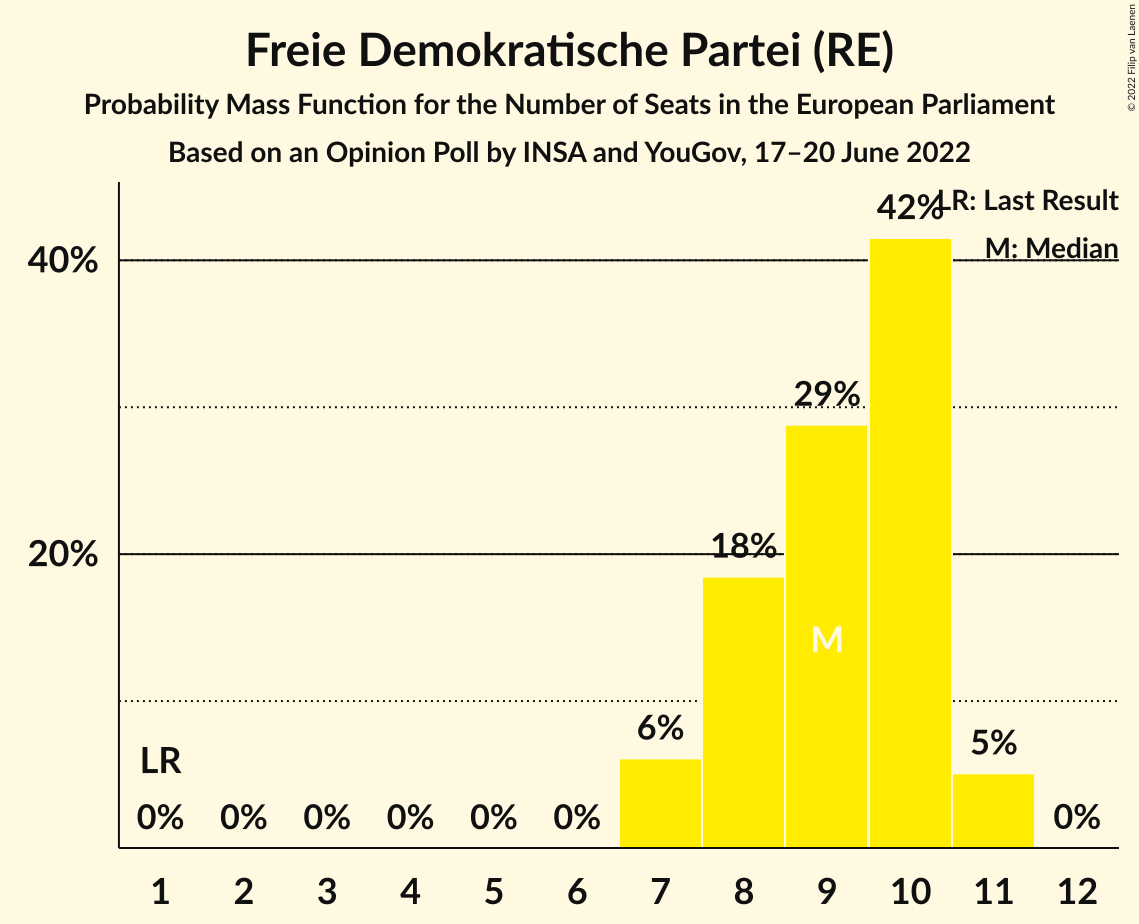 Freie Demokratische Partei (RE)
Probability Mass Function for the Number of Seats in the European Parliament
Based on an Opinion Poll by INSA and YouGov, 17–20 June 2022
© 2022 Filip van Laenen
LR: Last Result
M: Median
42%
40%
29%
20%
18%
M
6%
5%
LR
0% 0% 0% 0% 0% 0% 0%
1 2 3 4 5 6 7 8 9 10 11 12